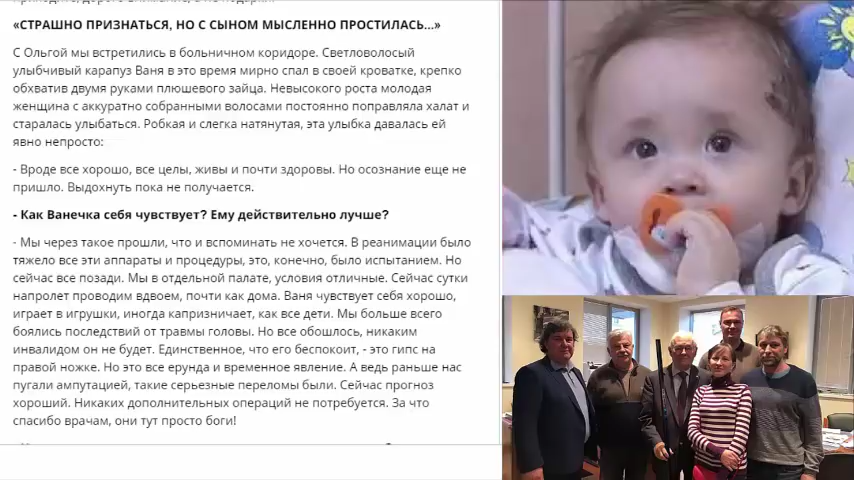 «СТРАШНО ПРИЗНАТЬСЯ, НО С СЫНОМ МЫСЛЕННО ПРОСТИЛАСЬ...»
С Ольгой мы встретились в больничном коридоре. Светловолосый
улыбчивый карапуз Ваня в это время мирно спал в своей кроватке, крепко
обхватив двумя руками плюшевого зайца. Невысокого роста молодая
женщина с аккуратно собранными волосами постоянно поправляла халат и
старалась улыбаться. Робкая и слегка натянутая, эта улыбка давалась ей
явно непросто:
- Вроде все хорошо, все целы, живы и почти здоровы. Но осознание еще не
пришло. Выдохнуть пока не получается.
- Как Ванечка себя чувствует? Ему действительно лучше?
- Мы через такое прошли, что и вспоминать не хочется. В реанимации было
тяжело все эти аппараты и процедуры, это, конечно, было испытанием. Но
сейчас все позади. Мы в отдельной палате, условия отличные. Сейчас сутки
напролет проводим вдвоем, почти как дома. Ваня чувствует себя хорошо,
играет в игрушки, иногда капризничает, как все дети. Мы больше всего
боялись последствий от травмы головы. Но все обошлось, никаким
инвалидом он не будет. Единственное, что его беспокоит, - это гипс на
правой ножке. Но это все ерунда и временное явление. А ведь раньше нас
пугали ампутацией, такие серьезные переломы были. Сейчас прогноз
хороший. Никаких дополнительных операций не потребуется. За что
спасибо врачам, они тут просто боги!